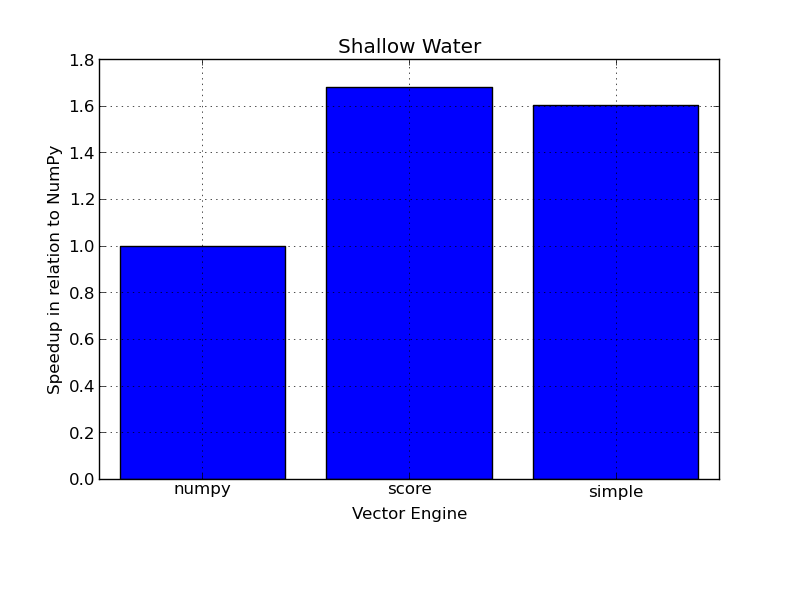 Shallow Water
1.8
1.6
1.4
1.2
1.0
0.8
0.6
0.4
0.2
0.0
Speedup in relation to NumPy
numpy score simple
Vector Engine